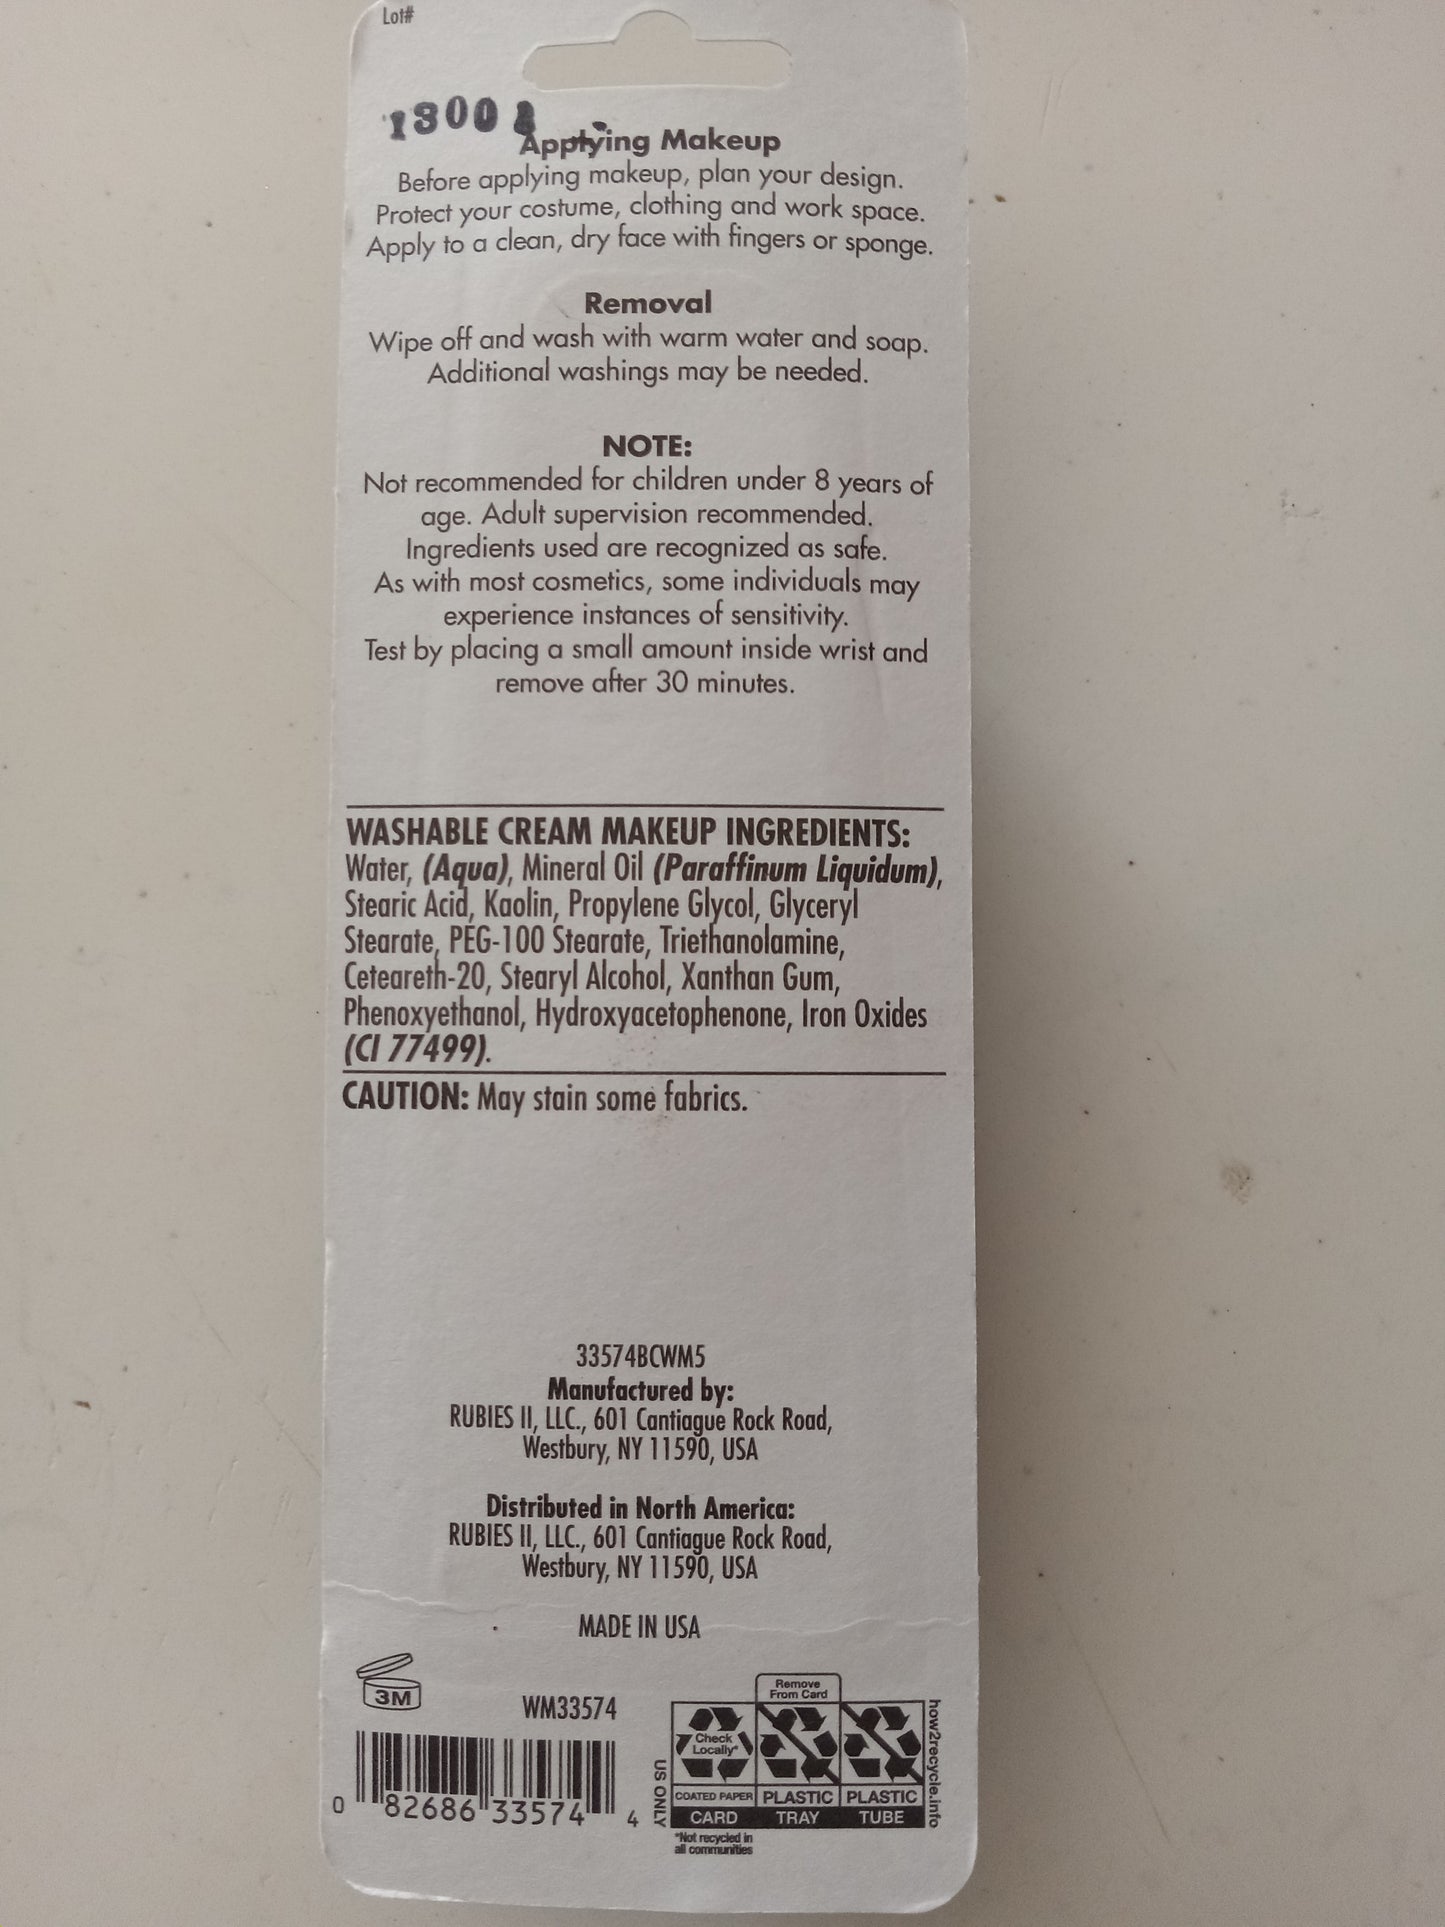 Lot#
Applying Makeup
Before applying makeup, plan your design.
Protect your costume, clothing and work space.
Apply to a clean, dry face with fingers or sponge.
Removal
Wipe off and wash with warm water and soap.
Additional washings may be needed.
NOTE:
Not recommended for children under 8 years of
age. Adult supervision recommended.
Ingredients used are recognized as safe.
As with most cosmetics, some individuals may
experience instances of sensitivity.
Test by placing a small amount inside wrist and
remove after 30 minutes.
WASHABLE CREAM MAKEUP INGREDIENTS:
Water, (Aqua), Mineral Oil (Paraffinum Liquidum),
Stearic Acid, Kaolin, Propylene Glycol, Glyceryl
Stearate, PEG-100 Stearate, Triethanolamine,
Ceteareth-20, Stearyl Alcohol, Xanthan Gum,
Phenoxyethanol, Hydroxyacetophenone, Iron Oxides
(CI 77499).
CAUTION: May stain some fabrics.
33574BCWM5
Manufactured by:
RUBIES II, LLC., 601 Cantiague Rock Road,
Westbury, NY 11590, USA
Distributed in North America:
RUBIES II, LLC., 601 Cantiague Rock Road,
Westbury, NY 11590, USA
MADE IN USA
3M
WM33574
0 82686 33574 4
US ONLY
Remove
From Card
Check
Locally*
COATED PAPER PLASTIC PLASTIC
CARD TRAY TUBE
*Not recycled in
all communities
how2recycle.info